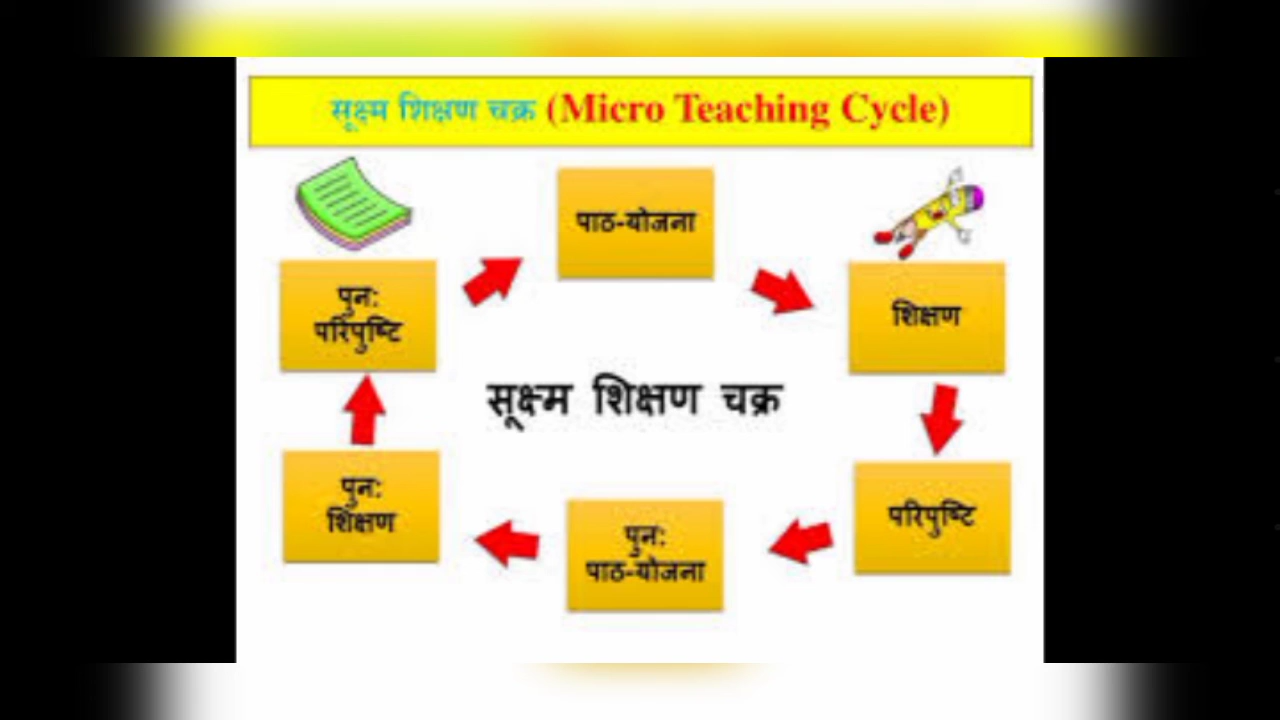 सूक्ष्म शिक्षण चक्र (Micro Teaching Cycle)
पाठ-योजना
शिक्षण
परिपुष्टि
पुनः
पाठ-योजना
पुनः
शिक्षण
पुनः
परिपुष्टि
सूक्ष्म शिक्षण चक्र